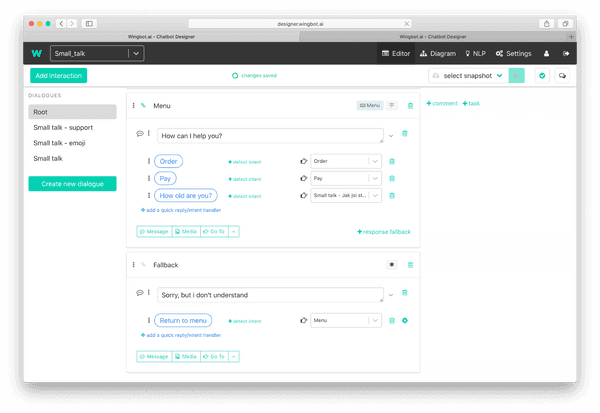 designer.wingbot.ai
Wingbot.ai - Chatbot Designer
Wingbot.ai - Chatbot Designer
W
Small_talk
Editor
Diagram
NLP
Settings
Add Interaction
changes saved
select snapshot
DIALOGUES
Root
Small talk - support
Small talk - emoji
Small talk
Create new dialogue
Menu
Menu
+ comment + task
How can I help you?
Order
+ detect intent
Order
Pay
+ detect intent
Pay
How old are you?
+ detect intent
Small talk - Jak jsi st...
+ add a quick reply/intent handler
Message
Media
Go To
+ response fallback
Fallback
Sorry, but i don't understand
Return to menu
+ detect intent
Menu
+ add a quick reply/intent handler
Message
Media
Go To